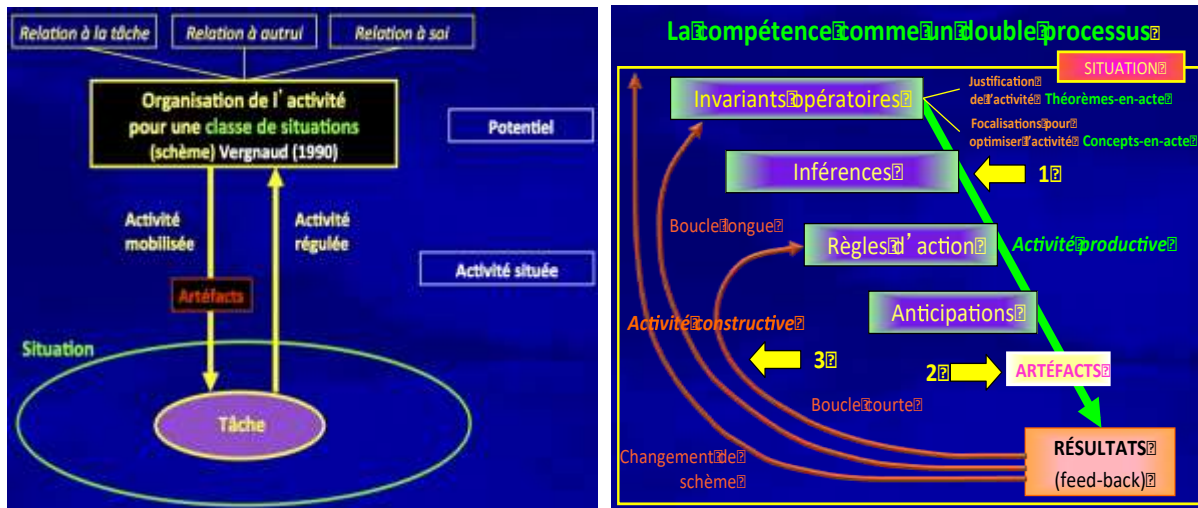 Relation à la tâche
Relation à autrui
Relation à soi
Organisation de l'activité
pour une classe de situations
(schème) Vergnaud (1990)
Potentiel
Activité
mobilisée
Activité
régulée
Activité située
Artéfacts
Situation
Tâche
La compétence comme un double processus
SITUATION
Invariants opératoires
Justification
de l'activité Théorèmes-en-acte
Focalisations pour
optimiser l'activité Concepts-en-acte
Inférences
1
Boucle longue
Règles d'action
Activité productive
Anticipations
Activité constructive
3
2
ARTÉFACTS
Boucle courte
Changement de
schème
RÉSULTATS
(feed-back)